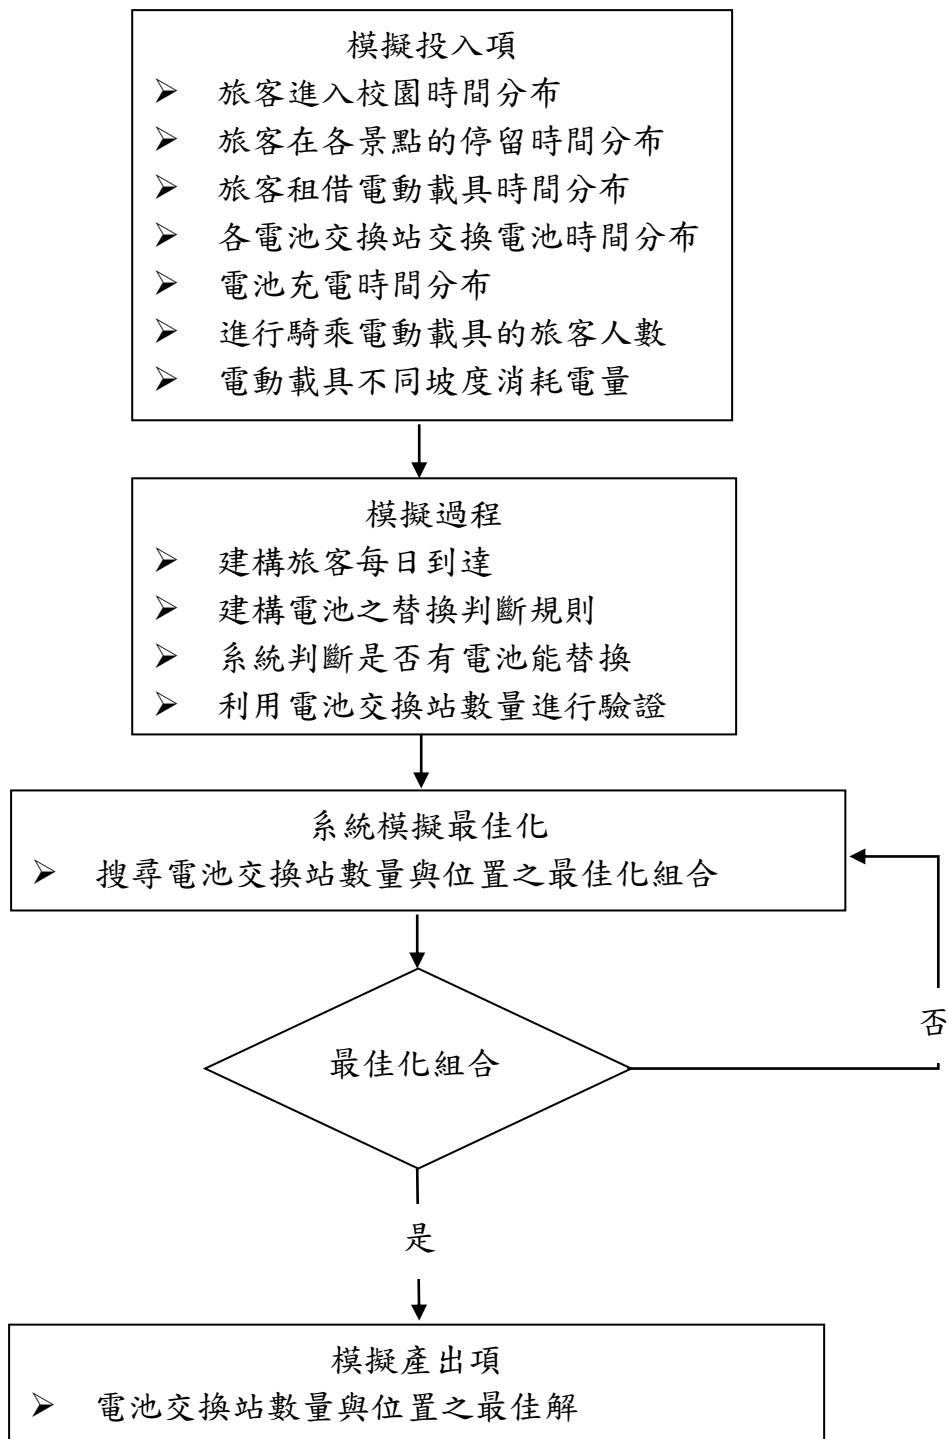 模擬投入項
➢ 旅客進入校園時間分布
➢ 旅客在各景點的停留時間分布
➢ 旅客租借電動載具時間分布
➢ 各電池交換站交換電池時間分布
➢ 電池充電時間分布
➢ 進行騎乘電動載具的旅客人數
➢ 電動載具不同坡度消耗電量
模擬過程
➢ 建構旅客每日到達
➢ 建構電池之替換判斷規則
➢ 系統判斷是否有電池能替換
➢ 利用電池交換站數量進行驗證
系統模擬最佳化
➢ 搜尋電池交換站數量與位置之最佳化組合
否
最佳化組合
是
模擬產出項
➢ 電池交換站數量與位置之最佳解